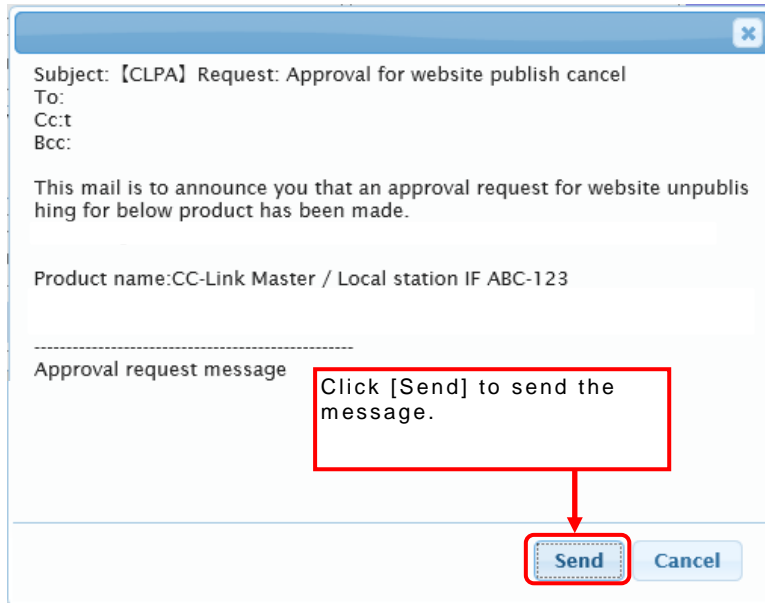 Subject:【CLPA】Request: Approval for website publish cancel
To:
Cc:t
Bcc:
This mail is to announce you that an approval request for website unpublis
hing for below product has been made.
Product name:CC-Link Master / Local station IF ABC-123
--------------------------------------------------
Approval request message
Click [Send] to send the
message.
Send Cancel